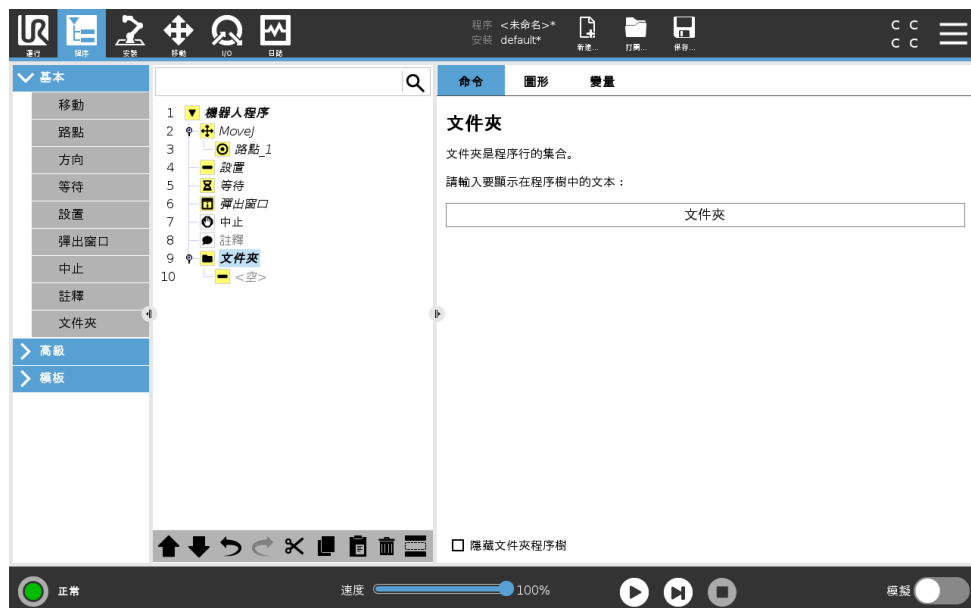 UR
運行
程序
安裝
移動
I/O
日誌
程序 <未命名>*
安裝 default*
新建...
打開...
保存...
C C
C C
基本
移動
路點
方向
等待
設置
彈出窗口
中止
註釋
文件夾
高級
模板
1 機器人程序
2 MoveJ
3 路點_1
4 設置
5 等待
6 彈出窗口
7 中止
8 註釋
9 文件夾
10 <空>
命令 圖形 變量
文件夾
文件夾是程序行的集合。
請輸入要顯示在程序樹中的文本：
文件夾
隱藏文件夾程序樹
正常
速度 100%
模擬